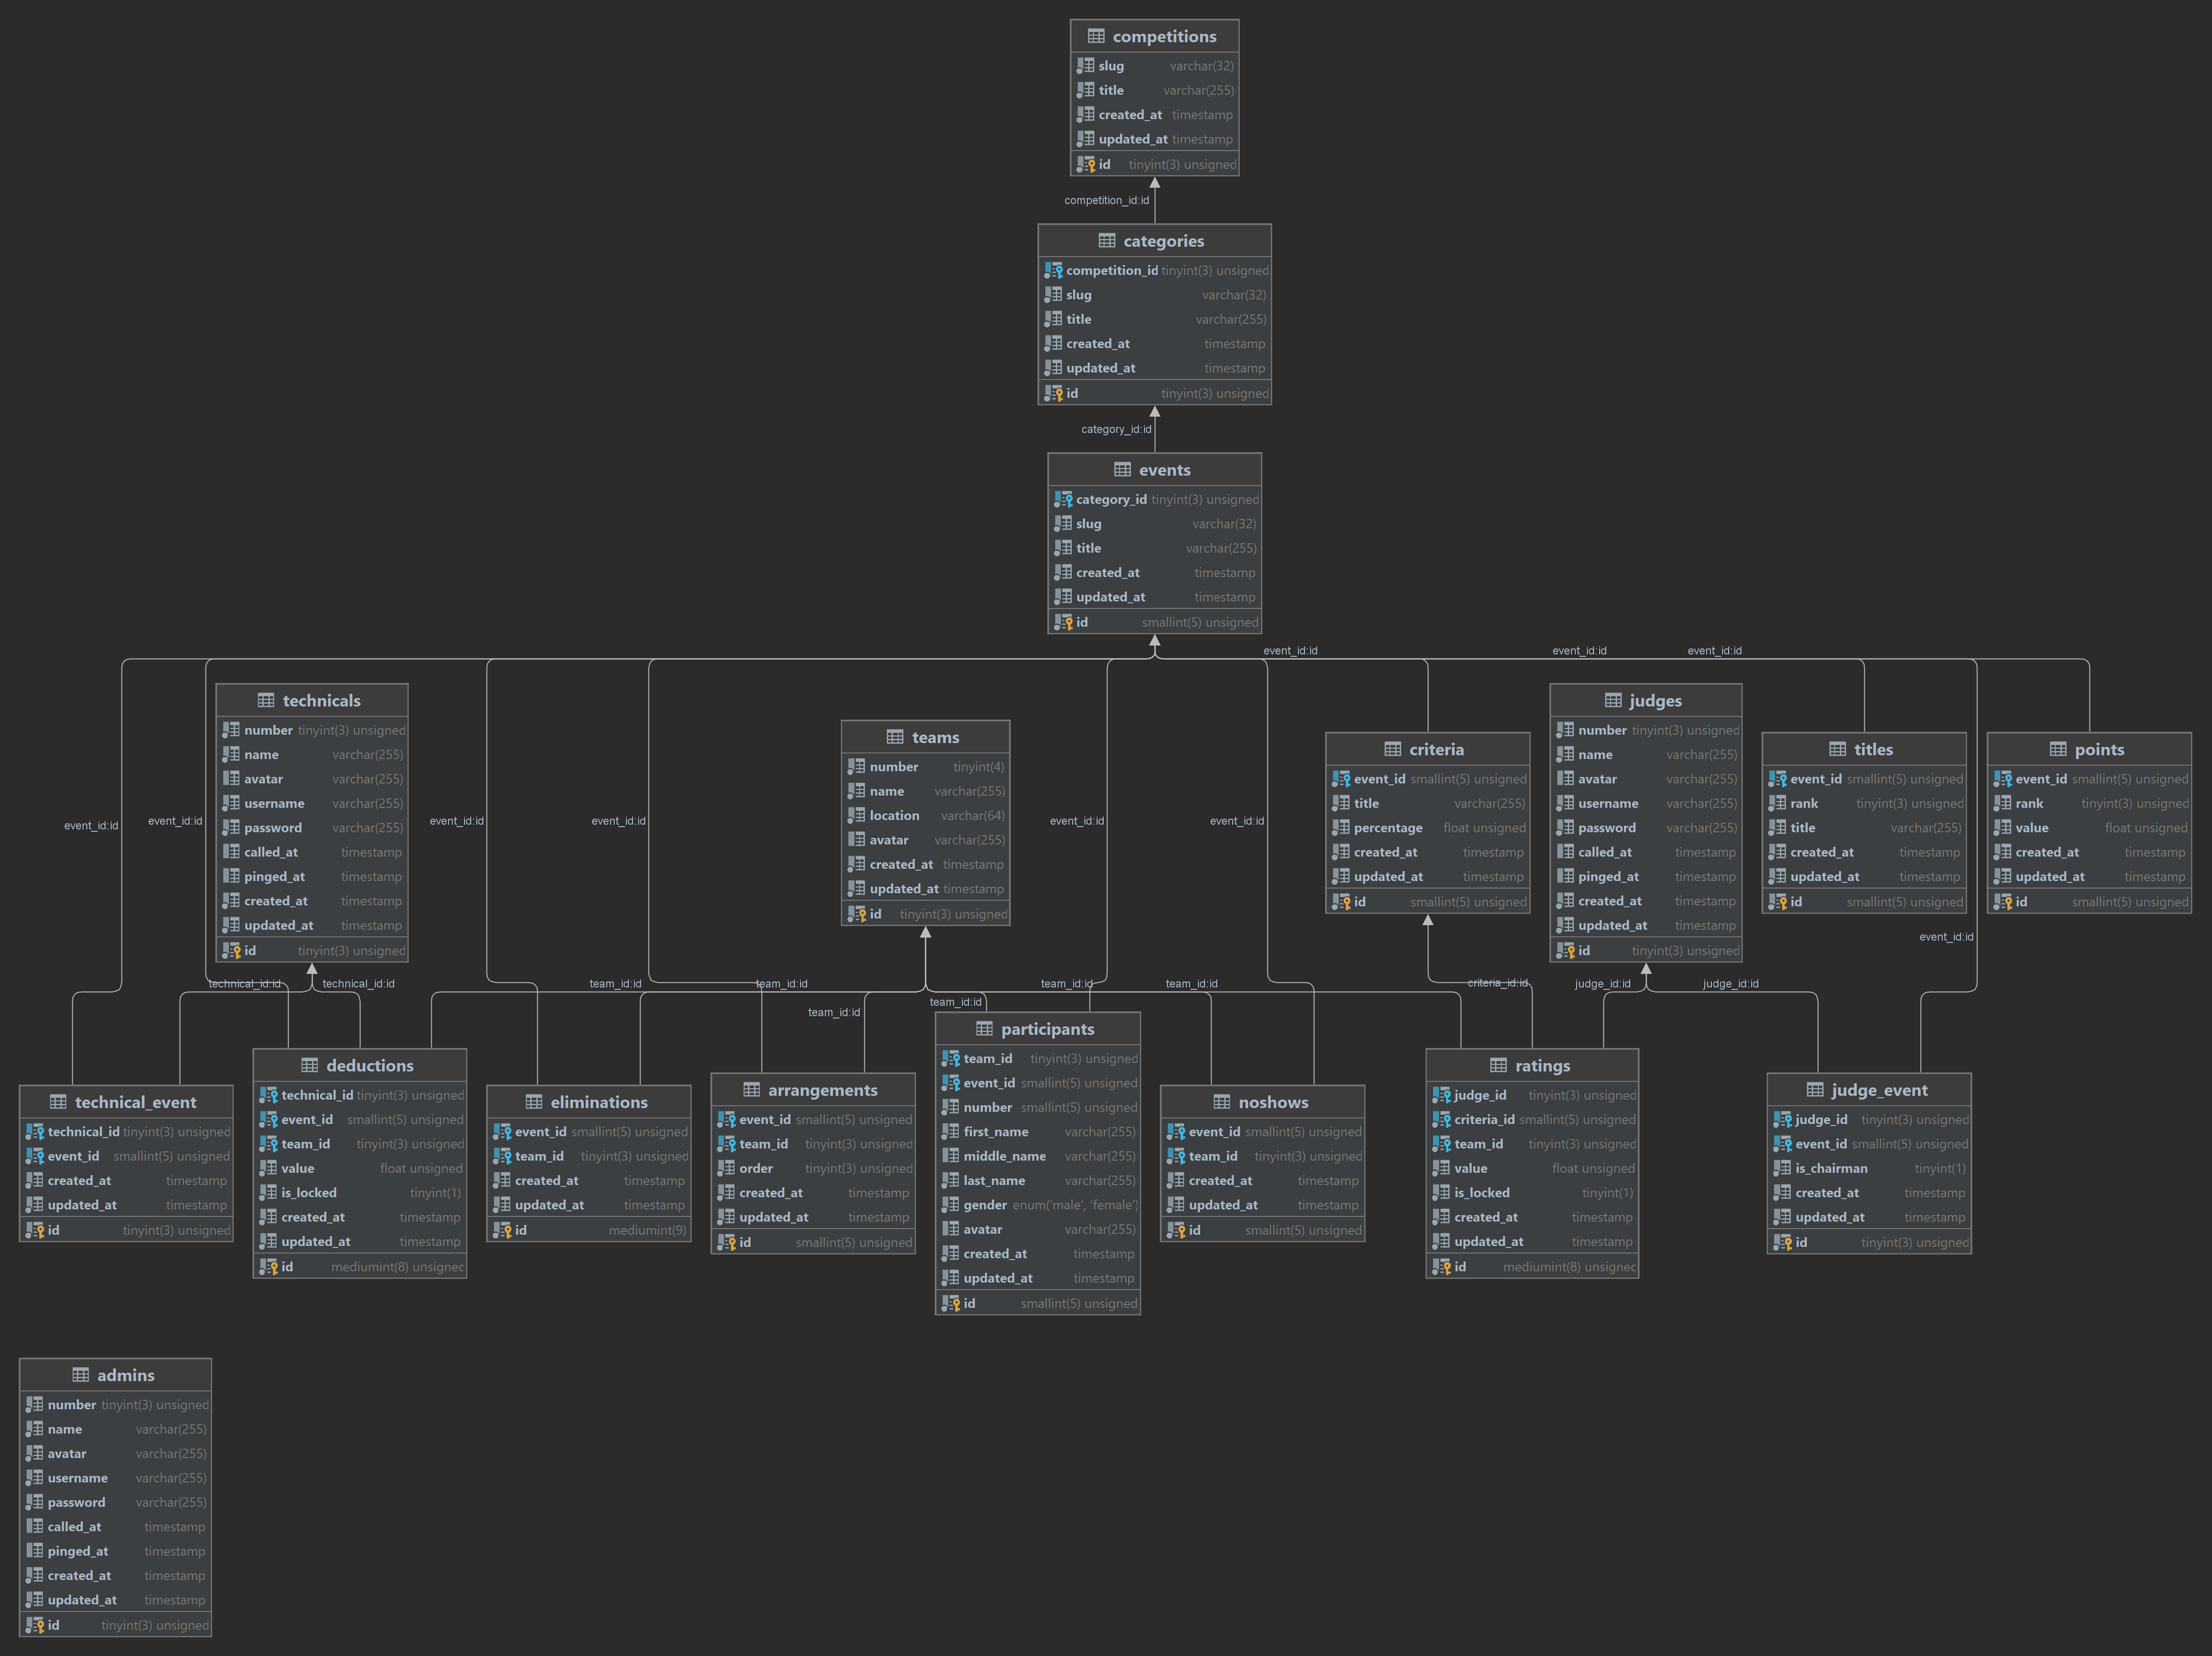 competitions
slug varchar(32)
title varchar(255)
created_at timestamp
updated_at timestamp
id tinyint(3) unsigned
competition_id:id
categories
competition_id tinyint(3) unsigned
slug varchar(32)
title varchar(255)
created_at timestamp
updated_at timestamp
id tinyint(3) unsigned
category_id:id
events
category_id tinyint(3) unsigned
slug varchar(32)
title varchar(255)
created_at timestamp
updated_at timestamp
id smallint(5) unsigned
event_id:id
event_id:id
event_id:id
technicals
number tinyint(3) unsigned
name varchar(255)
avatar varchar(255)
username varchar(255)
password varchar(255)
called_at timestamp
pinged_at timestamp
created_at timestamp
updated_at timestamp
id tinyint(3) unsigned
teams
number tinyint(4)
name varchar(255)
location varchar(64)
avatar varchar(255)
created_at timestamp
updated_at timestamp
id tinyint(3) unsigned
criteria
event_id smallint(5) unsigned
title varchar(255)
percentage float unsigned
created_at timestamp
updated_at timestamp
id smallint(5) unsigned
judges
number tinyint(3) unsigned
name varchar(255)
avatar varchar(255)
username varchar(255)
password varchar(255)
called_at timestamp
pinged_at timestamp
created_at timestamp
updated_at timestamp
id tinyint(3) unsigned
titles
event_id smallint(5) unsigned
rank tinyint(3) unsigned
title varchar(255)
created_at timestamp
updated_at timestamp
id smallint(5) unsigned
points
event_id smallint(5) unsigned
rank tinyint(3) unsigned
value float unsigned
created_at timestamp
updated_at timestamp
id smallint(5) unsigned
event_id:id
event_id:id
event_id:id
event_id:id
event_id:id
event_id:id
event_id:id
technical_id:id
technical_id:id
team_id:id
team_id:id
team_id:id
team_id:id
criteria_id:id
judge_id:id
judge_id:id
team_id:id
team_id:id
technical_event
technical_id tinyint(3) unsigned
event_id smallint(5) unsigned
created_at timestamp
updated_at timestamp
id tinyint(3) unsigned
deductions
technical_id tinyint(3) unsigned
event_id smallint(5) unsigned
team_id tinyint(3) unsigned
value float unsigned
is_locked tinyint(1)
created_at timestamp
updated_at timestamp
id mediumint(8) unsigned
eliminations
event_id smallint(5) unsigned
team_id tinyint(3) unsigned
created_at timestamp
updated_at timestamp
id mediumint(9)
arrangements
event_id smallint(5) unsigned
team_id tinyint(3) unsigned
order tinyint(3) unsigned
created_at timestamp
updated_at timestamp
id smallint(5) unsigned
participants
team_id tinyint(3) unsigned
event_id smallint(5) unsigned
number smallint(5) unsigned
first_name varchar(255)
middle_name varchar(255)
last_name varchar(255)
gender enum('male', 'female')
avatar varchar(255)
created_at timestamp
updated_at timestamp
id smallint(5) unsigned
noshows
event_id smallint(5) unsigned
team_id tinyint(3) unsigned
created_at timestamp
updated_at timestamp
id smallint(5) unsigned
ratings
judge_id tinyint(3) unsigned
criteria_id smallint(5) unsigned
team_id tinyint(3) unsigned
value float unsigned
is_locked tinyint(1)
created_at timestamp
updated_at timestamp
id mediumint(8) unsigned
judge_event
judge_id tinyint(3) unsigned
event_id smallint(5) unsigned
is_chairman tinyint(1)
created_at timestamp
updated_at timestamp
id tinyint(3) unsigned
admins
number tinyint(3) unsigned
name varchar(255)
avatar varchar(255)
username varchar(255)
password varchar(255)
called_at timestamp
pinged_at timestamp
created_at timestamp
updated_at timestamp
id tinyint(3) unsigned